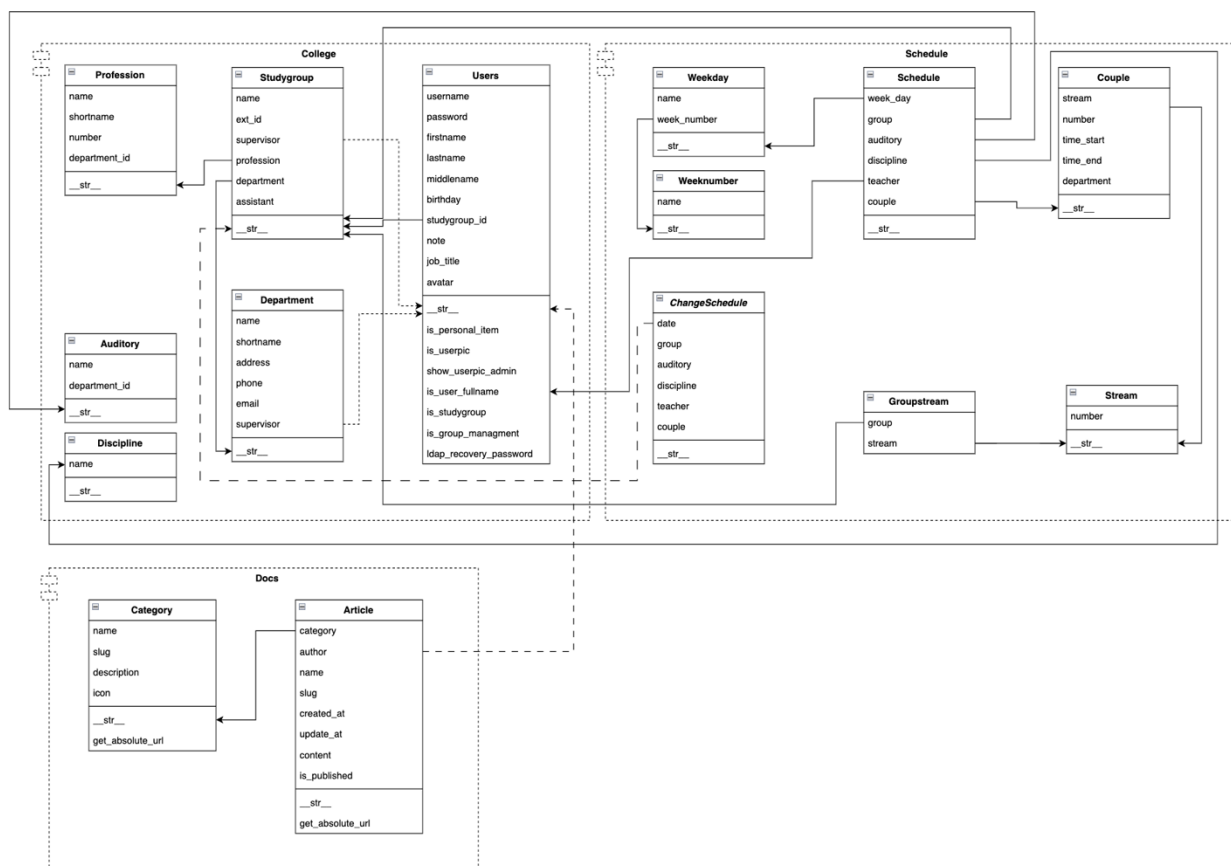 College
Profession
name
shortname
number
department_id
__str__
Studygroup
name
ext_id
supervisor
profession
department
assistant
__str__
Users
username
password
firstname
lastname
middlename
birthday
studygroup_id
note
job_title
avatar
__str__
is_personal_item
is_userpic
show_userpic_admin
is_user_fullname
is_studygroup
is_group_managment
ldap_recovery_password
Department
name
shortname
address
phone
email
supervisor
__str__
Auditory
name
department_id
__str__
Discipline
name
__str__
Schedule
Weekday
name
week_number
__str__
Weeknumber
name
__str__
Schedule
week_day
group
auditory
discipline
teacher
couple
__str__
Couple
stream
number
time_start
time_end
department
__str__
ChangeSchedule
date
group
auditory
discipline
teacher
couple
__str__
Groupstream
group
stream
Stream
number
__str__
Docs
Category
name
slug
description
icon
__str__
get_absolute_url
Article
category
author
name
slug
created_at
update_at
content
is_published
__str__
get_absolute_url